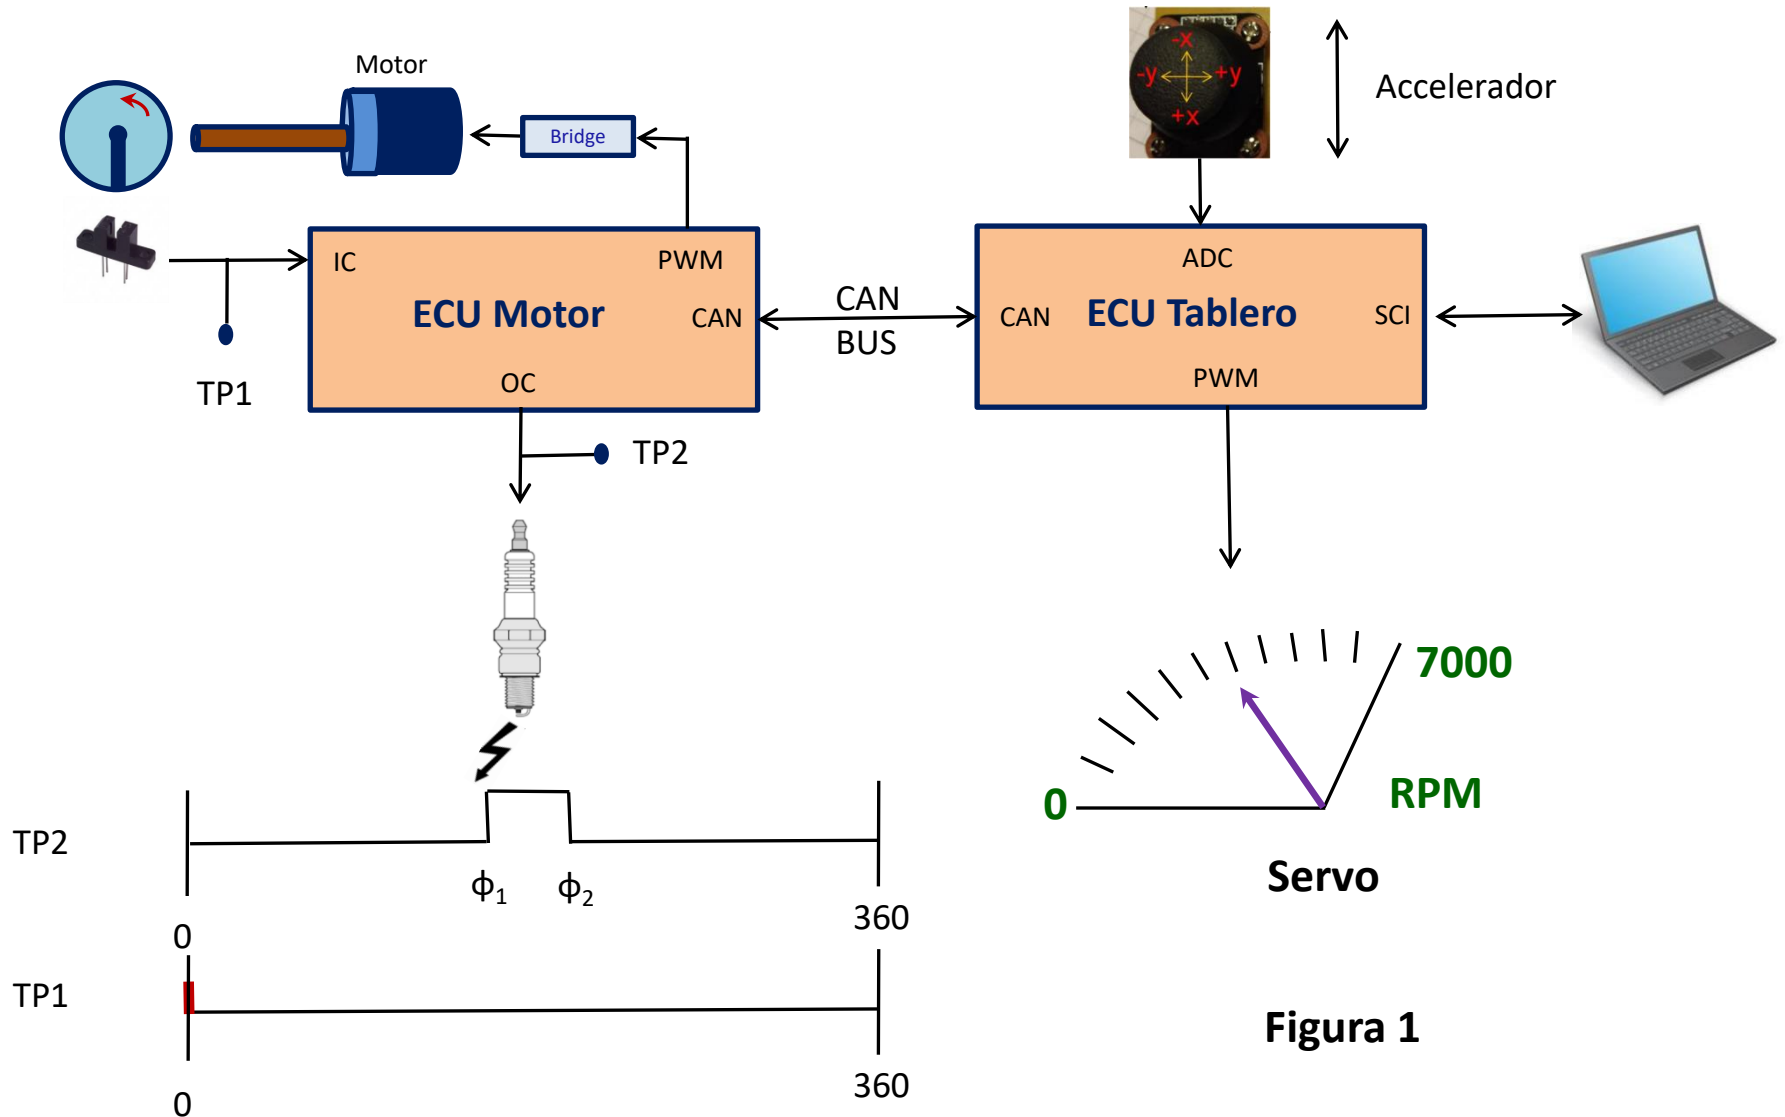 Motor
Bridge
-x
-y
+y
+x
Accelerador
IC
PWM
ECU Motor
CAN
OC
TP1
TP2
CAN
BUS
ADC
CAN
ECU Tablero
SCI
PWM
TP2
ϕ1
ϕ2
0
360
TP1
0
360
0
7000
RPM
Servo
Figura 1